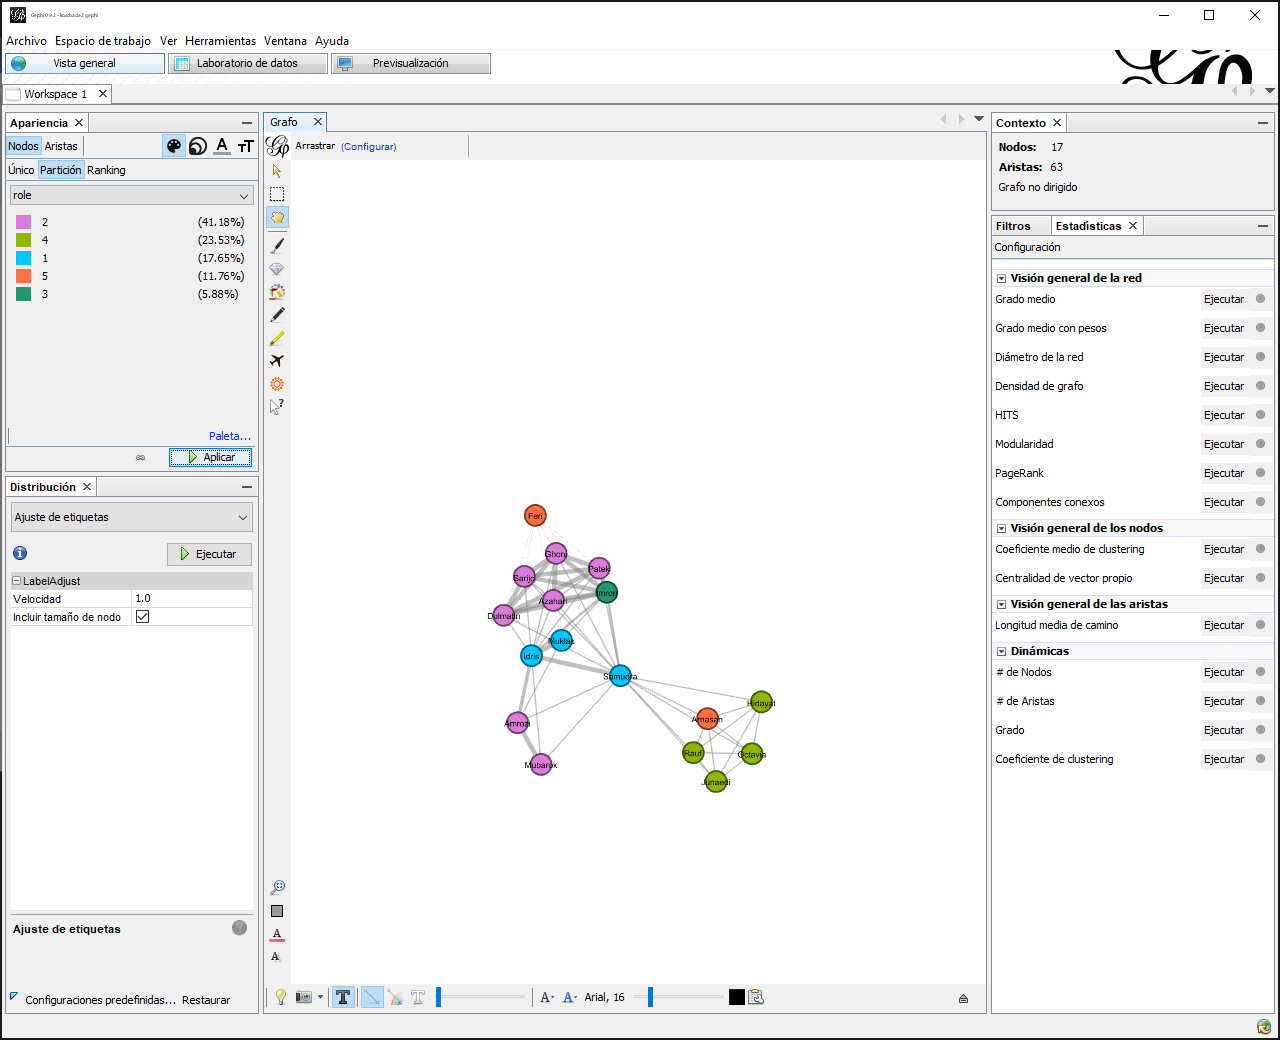 Gephi 0.9.2 - koschade2.gephi
Archivo Espacio de trabajo Ver Herramientas Ventana Ayuda
Vista general Laboratorio de datos Previsualización
Workspace 1
Apariencia
Nodos Aristas
Único Partición Ranking
role
2 (41.18%)
4 (23.53%)
1 (17.65%)
5 (11.76%)
3 (5.88%)
Paleta...
Aplicar
Distribución
Ajuste de etiquetas
Ejecutar
LabelAdjust
Velocidad 1.0
Incluir tamaño de nodo
Ajuste de etiquetas
Configuraciones predefinidas... Restaurar
Grafo
Arrastrar (Configurar)
Feri
Ghoni
Patek
Sarijo
Imron
Azahari
Dulmatin
Muklas
Idris
Samudra
Hidayat
Arnasan
Amrozi
Rauf
Octavia
Mubarok
Junaedi
Arial, 16
Contexto
Nodos: 17
Aristas: 63
Grafo no dirigido
Filtros Estadísticas
Configuración
Visión general de la red
Grado medio Ejecutar
Grado medio con pesos Ejecutar
Diámetro de la red Ejecutar
Densidad de grafo Ejecutar
HITS Ejecutar
Modularidad Ejecutar
PageRank Ejecutar
Componentes conexos Ejecutar
Visión general de los nodos
Coeficiente medio de clustering Ejecutar
Centralidad de vector propio Ejecutar
Visión general de las aristas
Longitud media de camino Ejecutar
Dinámicas
# de Nodos Ejecutar
# de Aristas Ejecutar
Grado Ejecutar
Coeficiente de clustering Ejecutar